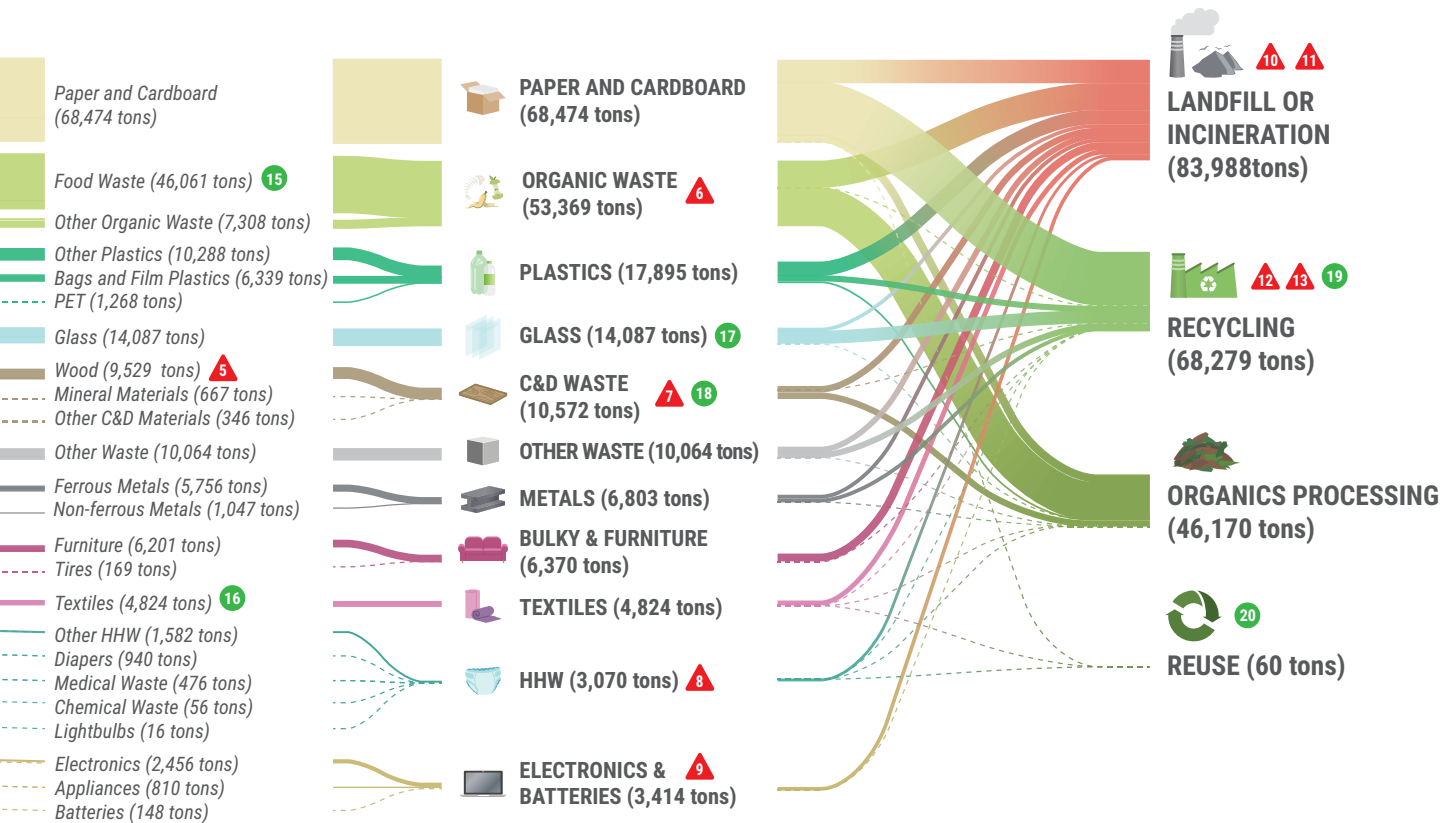 Paper and Cardboard
(68,474 tons)
Food Waste (46,061 tons) 15
Other Organic Waste (7,308 tons)
Other Plastics (10,288 tons)
Bags and Film Plastics (6,339 tons)
PET (1,268 tons)
Glass (14,087 tons)
Wood (9,529 tons) 5
Mineral Materials (667 tons)
Other C&D Materials (346 tons)
Other Waste (10,064 tons)
Ferrous Metals (5,756 tons)
Non-ferrous Metals (1,047 tons)
Furniture (6,201 tons)
Tires (169 tons)
Textiles (4,824 tons) 16
Other HHW (1,582 tons)
Diapers (940 tons)
Medical Waste (476 tons)
Chemical Waste (56 tons)
Lightbulbs (16 tons)
Electronics (2,456 tons)
Appliances (810 tons)
Batteries (148 tons)
PAPER AND CARDBOARD
(68,474 tons)
ORGANIC WASTE 6
(53,369 tons)
PLASTICS (17,895 tons)
GLASS (14,087 tons) 17
C&D WASTE 7 18
(10,572 tons)
OTHER WASTE (10,064 tons)
METALS (6,803 tons)
BULKY & FURNITURE
(6,370 tons)
TEXTILES (4,824 tons)
HHW (3,070 tons) 8
ELECTRONICS & 9
BATTERIES (3,414 tons)
10 11
LANDFILL OR
INCINERATION
(83,988tons)
12 13 19
RECYCLING
(68,279 tons)
ORGANICS PROCESSING
(46,170 tons)
20
REUSE (60 tons)